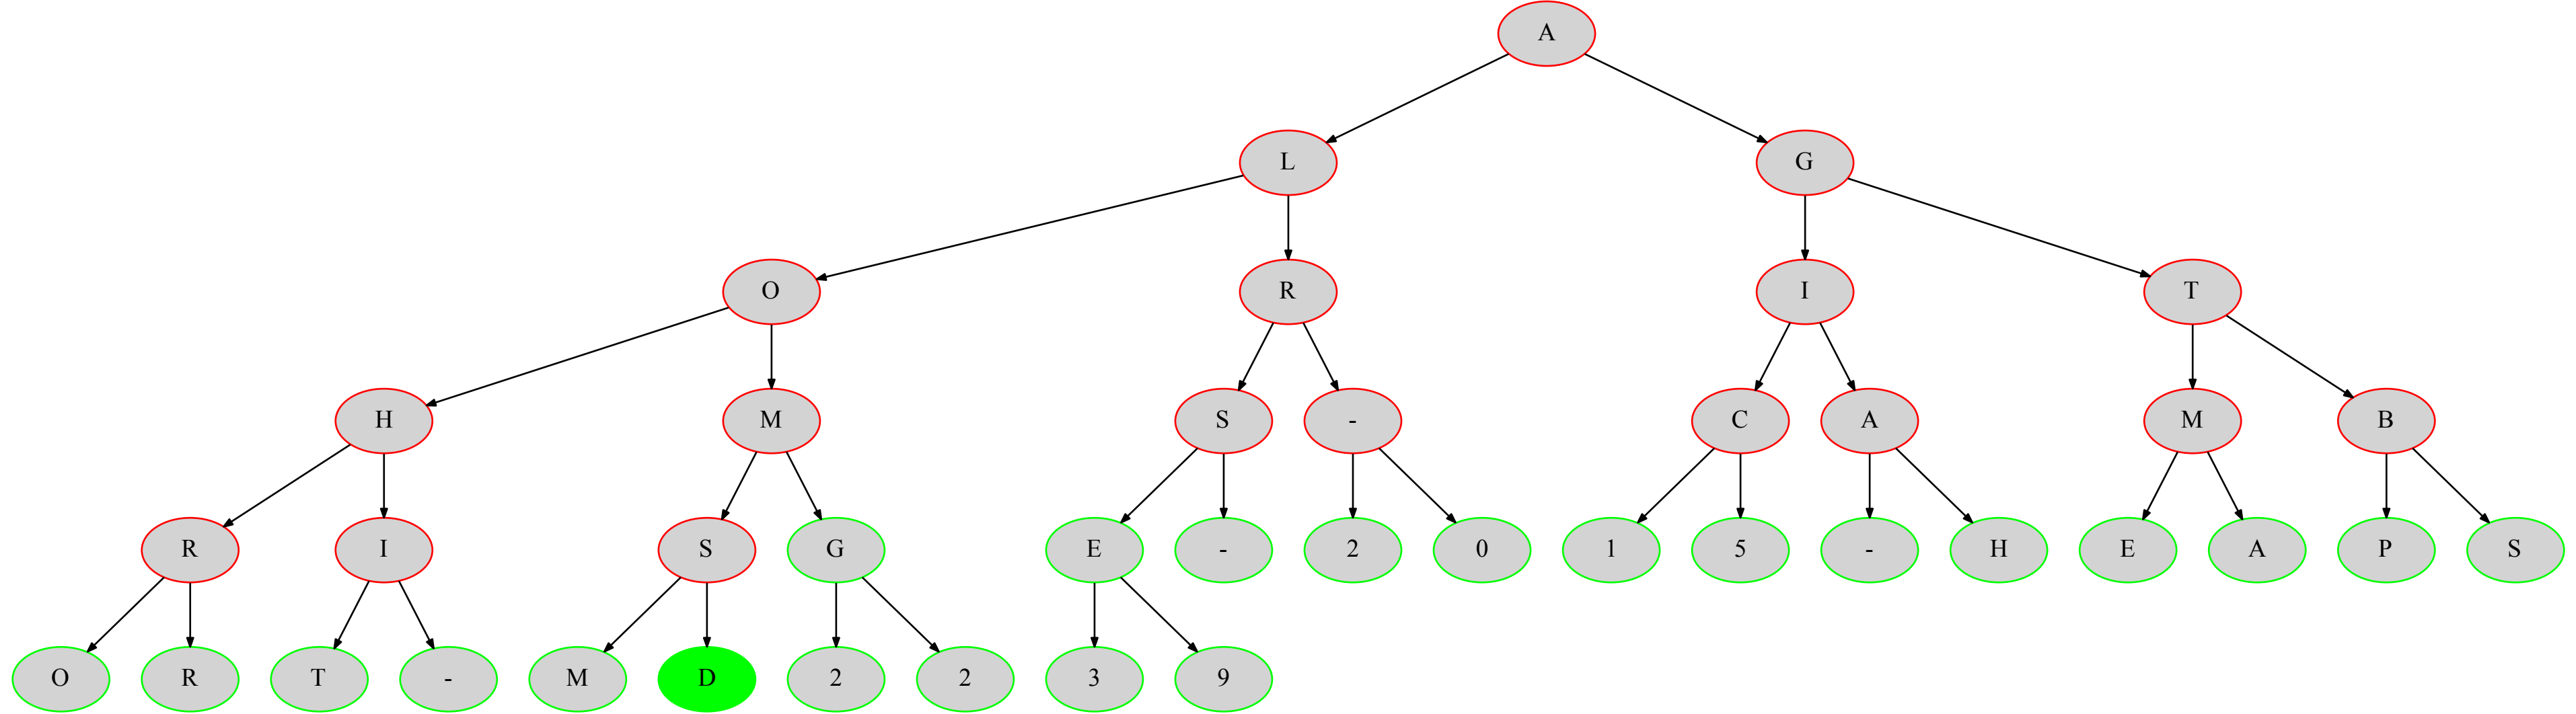 A
L G
O R I T
H M S - C A M B
R I S G E - 2 0 1 5 - H E A P S
O R T - M D 2 2 3 9